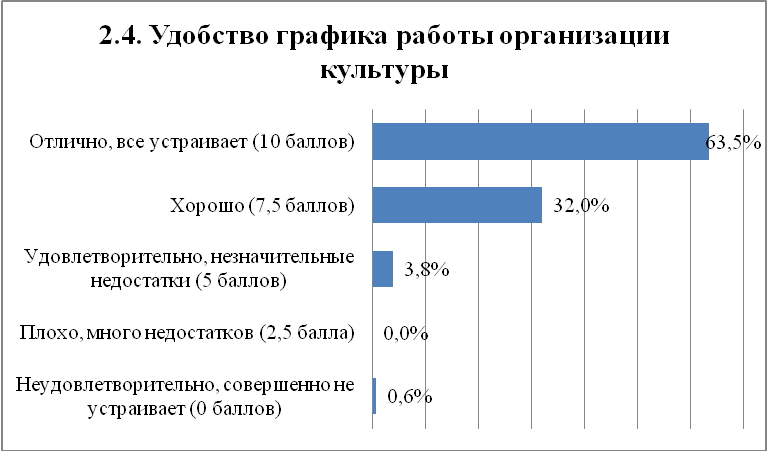 2.4. Удобство графика работы организации
культуры
Отлично, все устраивает (10 баллов)
63,5%
Хорошо (7,5 баллов)
32,0%
Удовлетворительно, незначительные
недостатки (5 баллов)
3,8%
Плохо, много недостатков (2,5 балла)
0,0%
Неудовлетворительно, совершенно не
устраивает (0 баллов)
0,6%